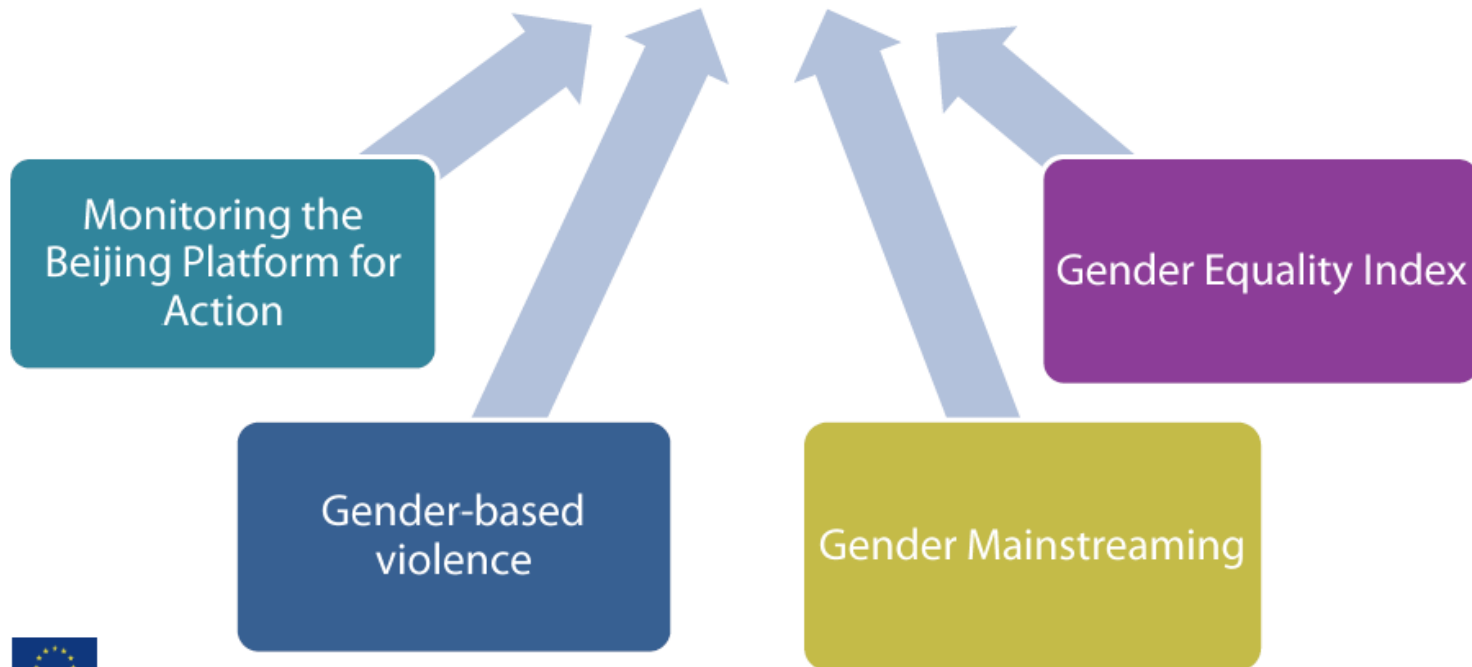 Monitoring the
Beijing Platform for
Action
Gender Equality Index
Gender-based
violence
Gender Mainstreaming